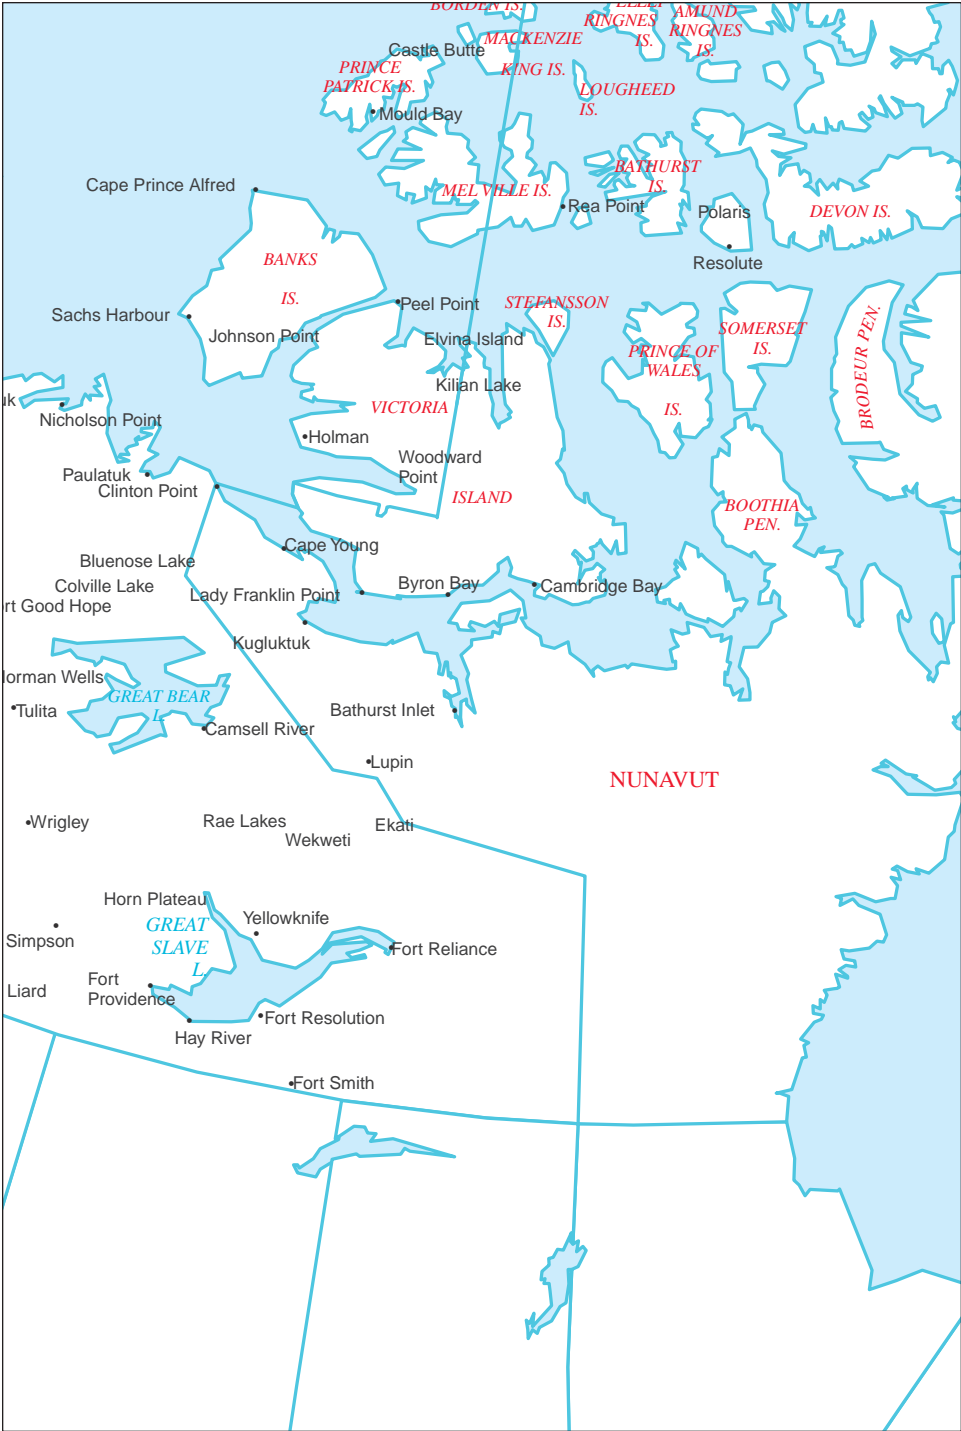 BORDEN IS.
ELLEF
RINGNES
IS.
AMUND
RINGNES
IS.
MACKENZIE
KING IS.
Castle Butte
PRINCE
PATRICK IS.
LOUGHEED
IS.
Mould Bay
BATHURST
IS.
Cape Prince Alfred
MELVILLE IS.
Rea Point
Polaris
DEVON IS.
Resolute
BANKS
IS.
Peel Point
STEFANSSON
IS.
Sachs Harbour
Johnson Point
Elvina Island
SOMERSET
IS.
PRINCE OF
WALES
IS.
BRODEUR PEN.
Kilian Lake
uk
Nicholson Point
VICTORIA
Holman
Woodward
Point
Paulatuk
Clinton Point
ISLAND
BOOTHIA
PEN.
Cape Young
Bluenose Lake
Colville Lake
Lady Franklin Point
Byron Bay
Cambridge Bay
ort Good Hope
Kugluktuk
Norman Wells
GREAT BEAR
L.
Tulita
Bathurst Inlet
Camsell River
Lupin
NUNAVUT
Wrigley
Rae Lakes
Ekati
Wekweti
Horn Plateau
GREAT
SLAVE
L.
Yellowknife
Simpson
Fort Reliance
Liard
Fort
Providence
Fort Resolution
Hay River
Fort Smith